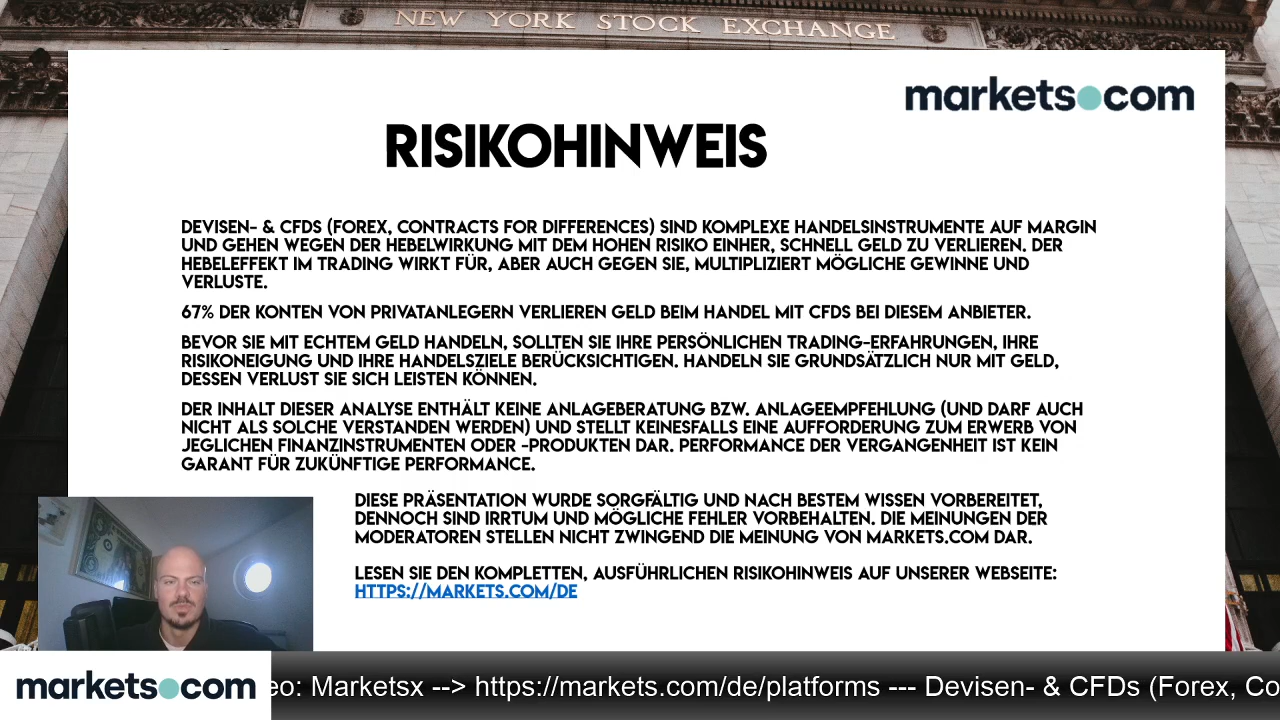 NEW YORK STOCK EXCHANGE
markets.com
RISIKOHINWEIS
DEVISEN- & CFDS (FOREX, CONTRACTS FOR DIFFERENCES) SIND KOMPLEXE HANDELSINSTRUMENTE AUF MARGIN
UND GEHEN WEGEN DER HEBELWIRKUNG MIT DEM HOHEN RISIKO EINHER, SCHNELL GELD ZU VERLIEREN. DER
HEBELEFFEKT IM TRADING WIRKT FÜR, ABER AUCH GEGEN SIE, MULTIPLIZIERT MÖGLICHE GEWINNE UND
VERLUSTE.
67% DER KONTEN VON PRIVATANLEGERN VERLIEREN GELD BEIM HANDEL MIT CFDS BEI DIESEM ANBIETER.
BEVOR SIE MIT ECHTEM GELD HANDELN, SOLLTEN SIE IHRE PERSÖNLICHEN TRADING-ERFAHRUNGEN, IHRE
RISIKONEIGUNG UND IHRE HANDELSZIELE BERÜCKSICHTIGEN. HANDELN SIE GRUNDSÄTZLICH NUR MIT GELD,
DESSEN VERLUST SIE SICH LEISTEN KÖNNEN.
DER INHALT DIESER ANALYSE ENTHÄLT KEINE ANLAGEBERATUNG BZW. ANLAGEEMPFEHLUNG (UND DARF AUCH
NICHT ALS SOLCHE VERSTANDEN WERDEN) UND STELLT KEINESFALLS EINE AUFFORDERUNG ZUM ERWERB VON
JEGLICHEN FINANZINSTRUMENTEN ODER -PRODUKTEN DAR. PERFORMANCE DER VERGANGENHEIT IST KEIN
GARANT FÜR ZUKÜNFTIGE PERFORMANCE.
DIESE PRÄSENTATION WURDE SORGFÄLTIG UND NACH BESTEM WISSEN VORBEREITET,
DENNOCH SIND IRRTUM UND MÖGLICHE FEHLER VORBEHALTEN. DIE MEINUNGEN DER
MODERATOREN STELLEN NICHT ZWINGEND DIE MEINUNG VON MARKETS.COM DAR.
LESEN SIE DEN KOMPLETTEN, AUSFÜHRLICHEN RISIKOHINWEIS AUF UNSERER WEBSEITE:
HTTPS://MARKETS.COM/DE
markets.com
eo: Marketsx --> https://markets.com/de/platforms --- Devisen- & CFDs (Forex, Co